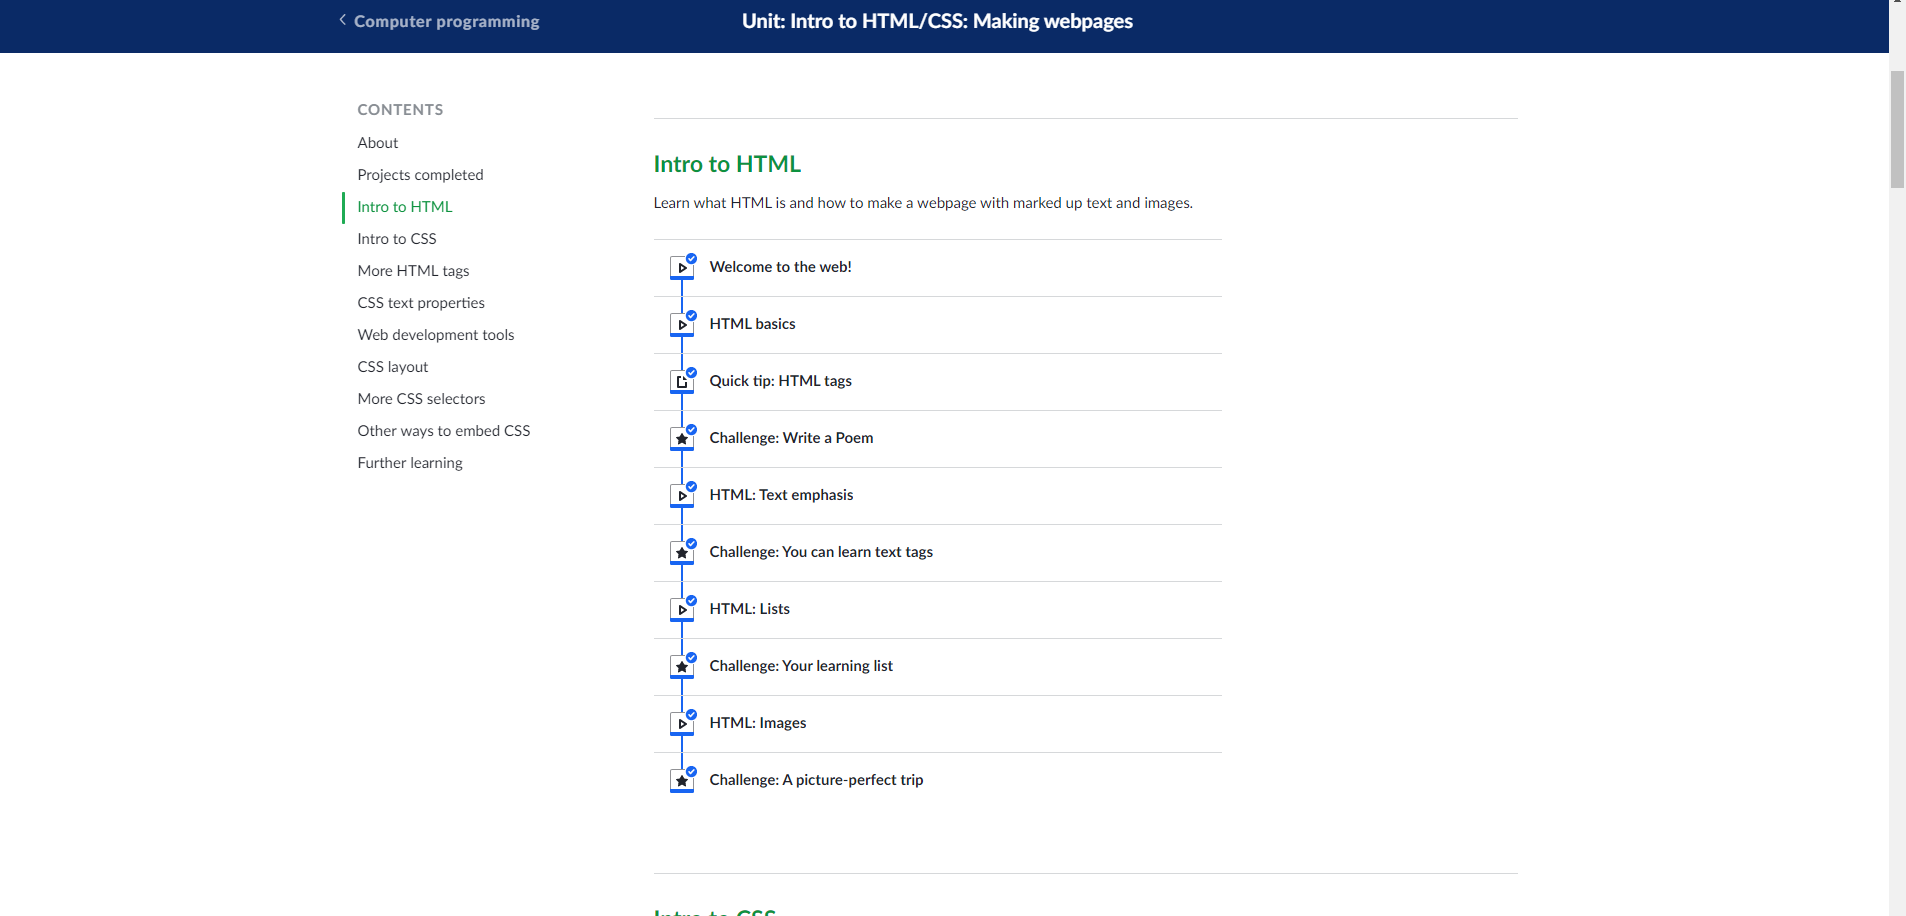 Computer programming
Unit: Intro to HTML/CSS: Making webpages
CONTENTS
About
Projects completed
Intro to HTML
Intro to CSS
More HTML tags
CSS text properties
Web development tools
CSS layout
More CSS selectors
Other ways to embed CSS
Further learning
Intro to HTML
Learn what HTML is and how to make a webpage with marked up text and images.
Welcome to the web!
HTML basics
Quick tip: HTML tags
Challenge: Write a Poem
HTML: Text emphasis
Challenge: You can learn text tags
HTML: Lists
Challenge: Your learning list
HTML: Images
Challenge: A picture-perfect trip
Intro to CSS